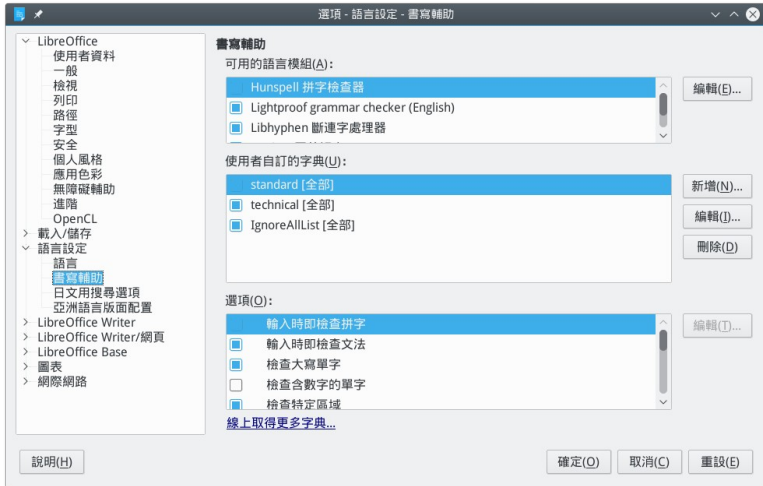 選項 - 語言設定 - 書寫輔助
LibreOffice
使用者資料
一般
檢視
列印
路徑
字型
安全
個人風格
應用色彩
無障礙輔助
進階
OpenCL
載入/儲存
語言設定
語言
書寫輔助
日文用搜尋選項
亞洲語言版面配置
LibreOffice Writer
LibreOffice Writer/網頁
LibreOffice Base
圖表
網際網路
書寫輔助
可用的語言模組(A):
Hunspell 拼字檢查器
Lightproof grammar checker (English)
Libhyphen 斷連字處理器
編輯(E)...
使用者自訂的字典(U):
standard [全部]
technical [全部]
IgnoreAllList [全部]
新增(N)...
編輯(I)...
刪除(D)
選項(O):
輸入時即檢查拼字
輸入時即檢查文法
檢查大寫單字
檢查含數字的單字
檢查特定區域
編輯(T)...
線上取得更多字典...
說明(H)
確定(O)
取消(C)
重設(E)